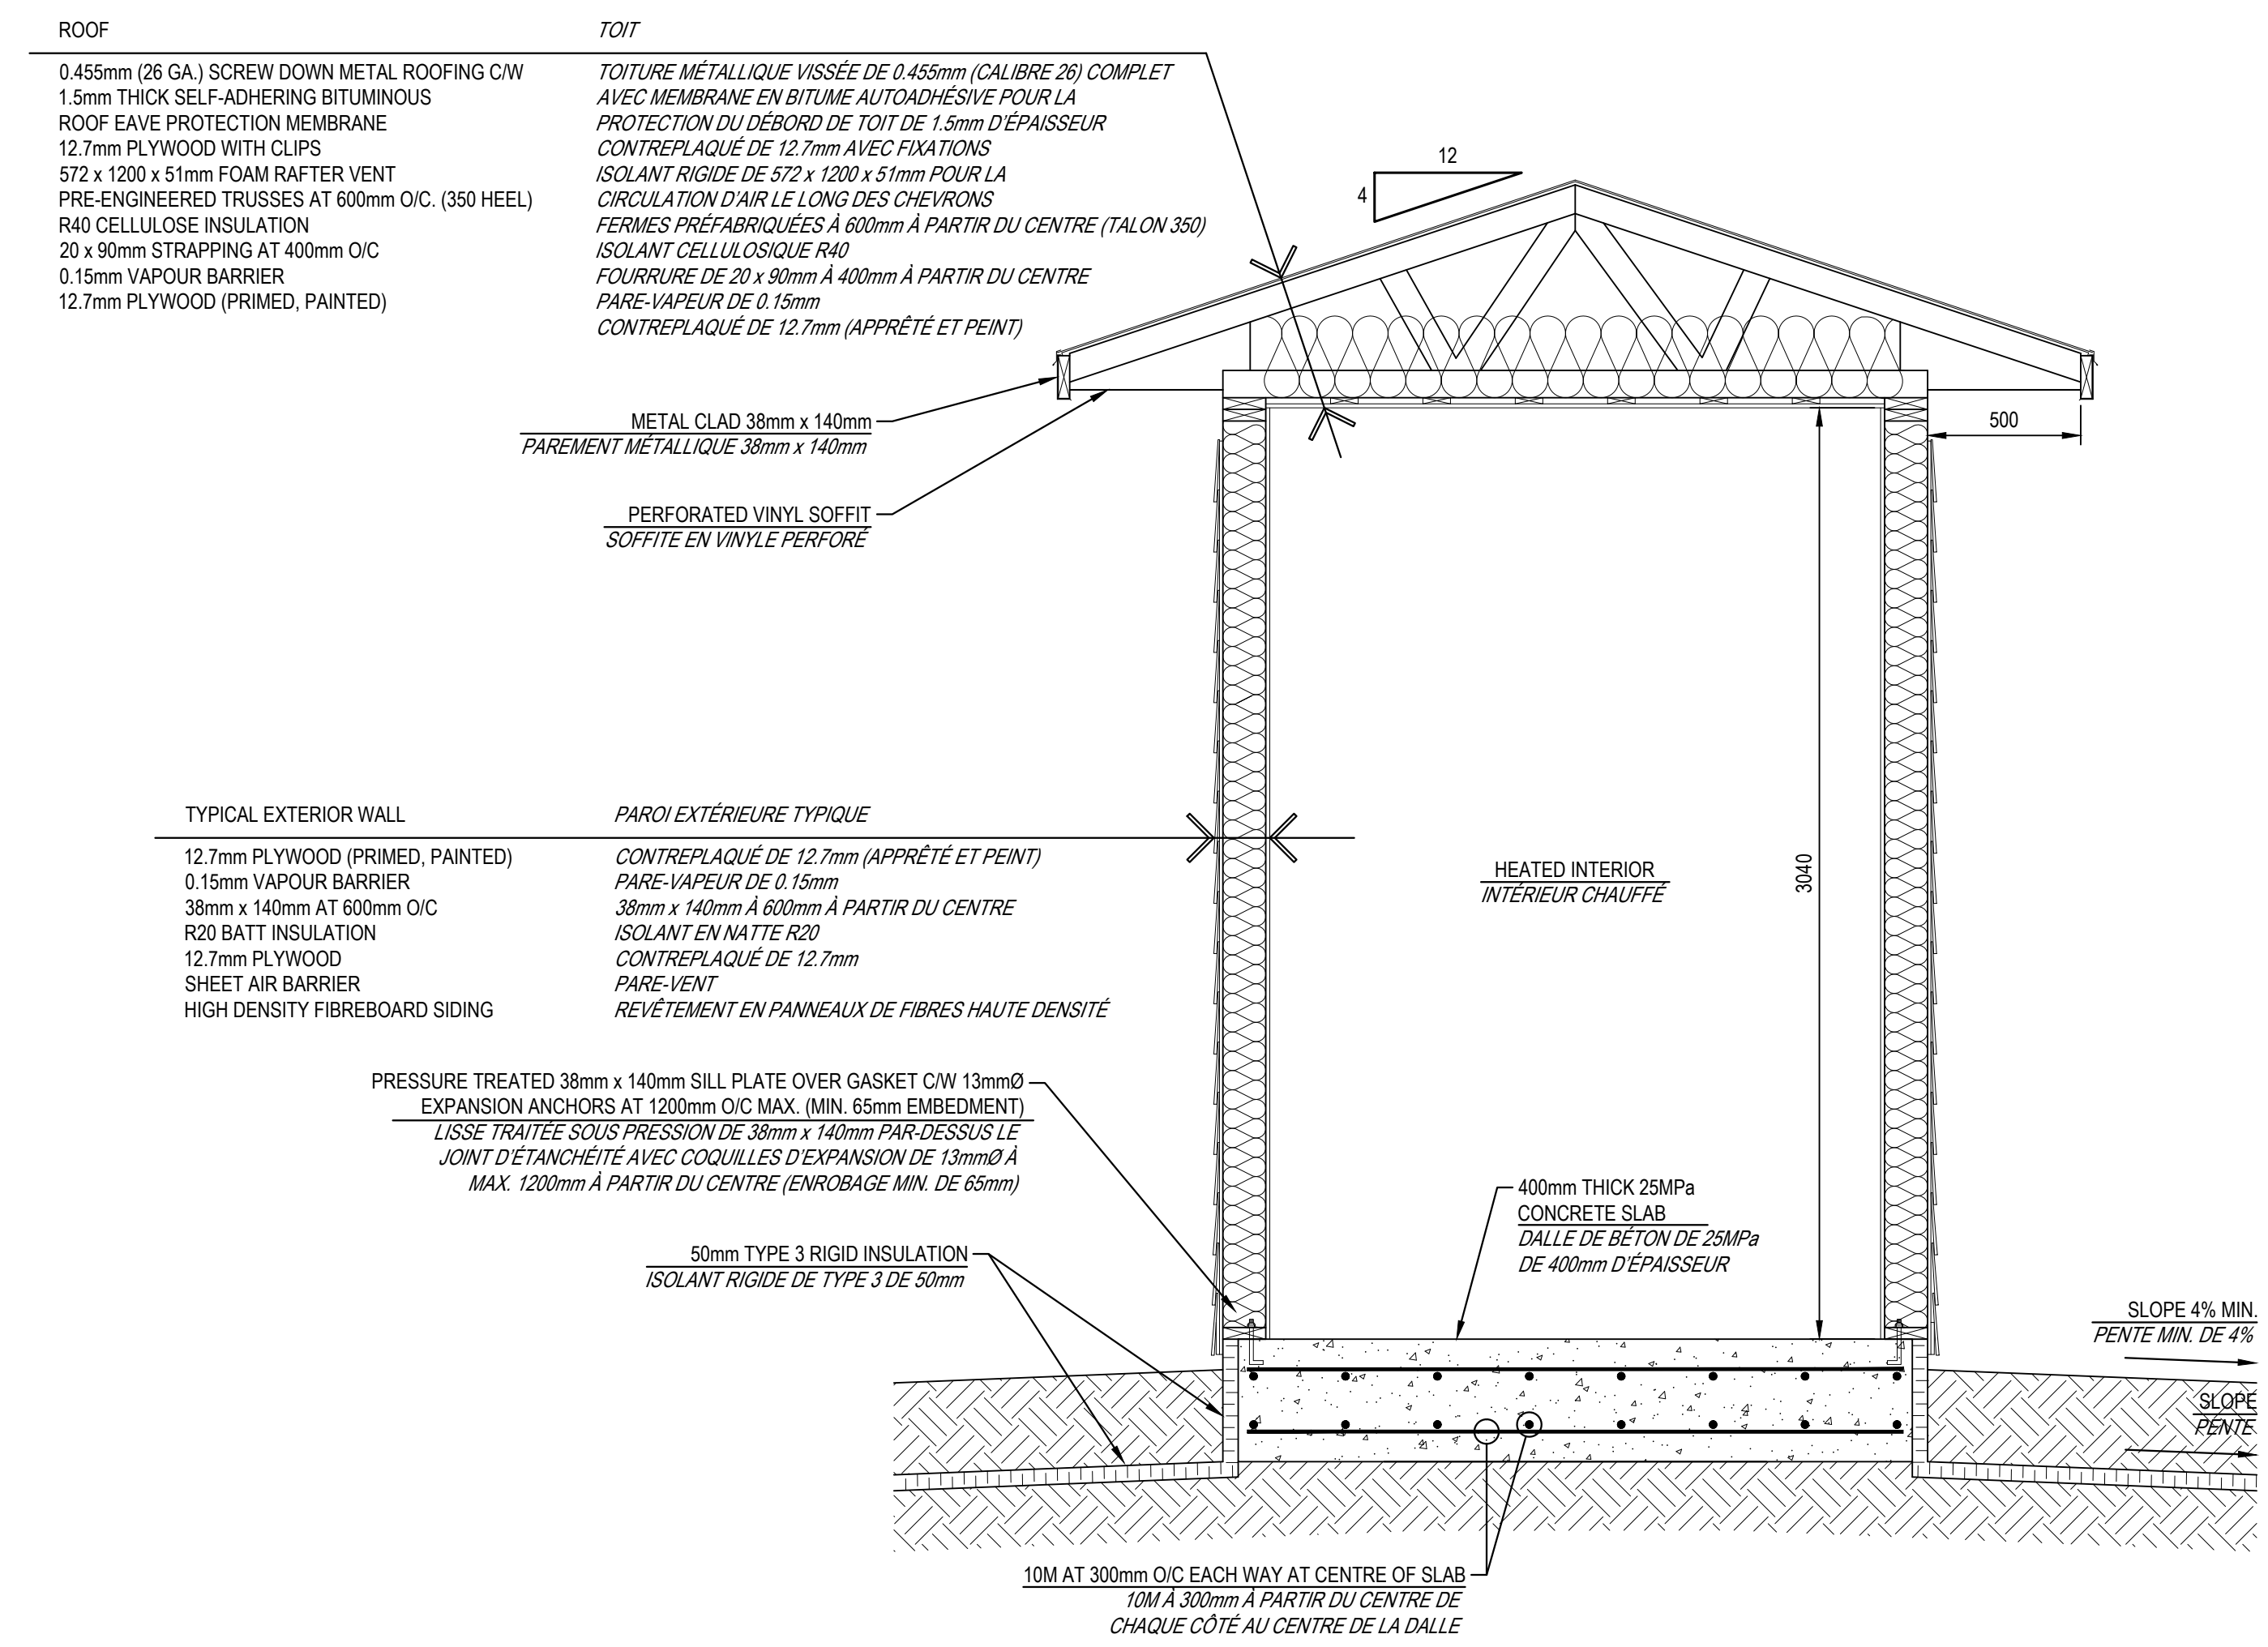 ROOF
0.455mm (26 GA.) SCREW DOWN METAL ROOFING C/W
1.5mm THICK SELF-ADHERING BITUMINOUS
ROOF EAVE PROTECTION MEMBRANE
12.7mm PLYWOOD WITH CLIPS
572 x 1200 x 51mm FOAM RAFTER VENT
PRE-ENGINEERED TRUSSES AT 600mm O/C. (350 HEEL)
R40 CELLULOSE INSULATION
20 x 90mm STRAPPING AT 400mm O/C
0.15mm VAPOUR BARRIER
12.7mm PLYWOOD (PRIMED, PAINTED)
TOIT
TOITURE MÉTALLIQUE VISSÉE DE 0.455mm (CALIBRE 26) COMPLET
AVEC MEMBRANE EN BITUME AUTOADHÉSIVE POUR LA
PROTECTION DU DÉBORD DE TOIT DE 1.5mm D'ÉPAISSEUR
CONTREPLAQUÉ DE 12.7mm AVEC FIXATIONS
ISOLANT RIGIDE DE 572 x 1200 x 51mm POUR LA
CIRCULATION D'AIR LE LONG DES CHEVRONS
FERMES PRÉFABRIQUÉES À 600mm À PARTIR DU CENTRE (TALON 350)
ISOLANT CELLULOSIQUE R40
FOURRURE DE 20 x 90mm À 400mm À PARTIR DU CENTRE
PARE-VAPEUR DE 0.15mm
CONTREPLAQUÉ DE 12.7mm (APPRÊTÉ ET PEINT)
12
4
METAL CLAD 38mm x 140mm
PAREMENT MÉTALLIQUE 38mm x 140mm
500
PERFORATED VINYL SOFFIT
SOFFITE EN VINYLE PERFORÉ
TYPICAL EXTERIOR WALL
12.7mm PLYWOOD (PRIMED, PAINTED)
0.15mm VAPOUR BARRIER
38mm x 140mm AT 600mm O/C
R20 BATT INSULATION
12.7mm PLYWOOD
SHEET AIR BARRIER
HIGH DENSITY FIBREBOARD SIDING
PAROI EXTÉRIEURE TYPIQUE
CONTREPLAQUÉ DE 12.7mm (APPRÊTÉ ET PEINT)
PARE-VAPEUR DE 0.15mm
38mm x 140mm À 600mm À PARTIR DU CENTRE
ISOLANT EN NATTE R20
CONTREPLAQUÉ DE 12.7mm
PARE-VENT
REVÊTEMENT EN PANNEAUX DE FIBRES HAUTE DENSITÉ
HEATED INTERIOR
INTÉRIEUR CHAUFFÉ
3040
PRESSURE TREATED 38mm x 140mm SILL PLATE OVER GASKET C/W 13mmØ
EXPANSION ANCHORS AT 1200mm O/C MAX. (MIN. 65mm EMBEDMENT)
LISSE TRAITÉE SOUS PRESSION DE 38mm x 140mm PAR-DESSUS LE
JOINT D'ÉTANCHÉITÉ AVEC COQUILLES D'EXPANSION DE 13mmØ À
MAX. 1200mm À PARTIR DU CENTRE (ENROBAGE MIN. DE 65mm)
400mm THICK 25MPa
CONCRETE SLAB
DALLE DE BÉTON DE 25MPa
DE 400mm D'ÉPAISSEUR
50mm TYPE 3 RIGID INSULATION
ISOLANT RIGIDE DE TYPE 3 DE 50mm
SLOPE 4% MIN.
PENTE MIN. DE 4%
SLOPE
PENTE
10M AT 300mm O/C EACH WAY AT CENTRE OF SLAB
10M À 300mm À PARTIR DU CENTRE DE
CHAQUE CÔTÉ AU CENTRE DE LA DALLE